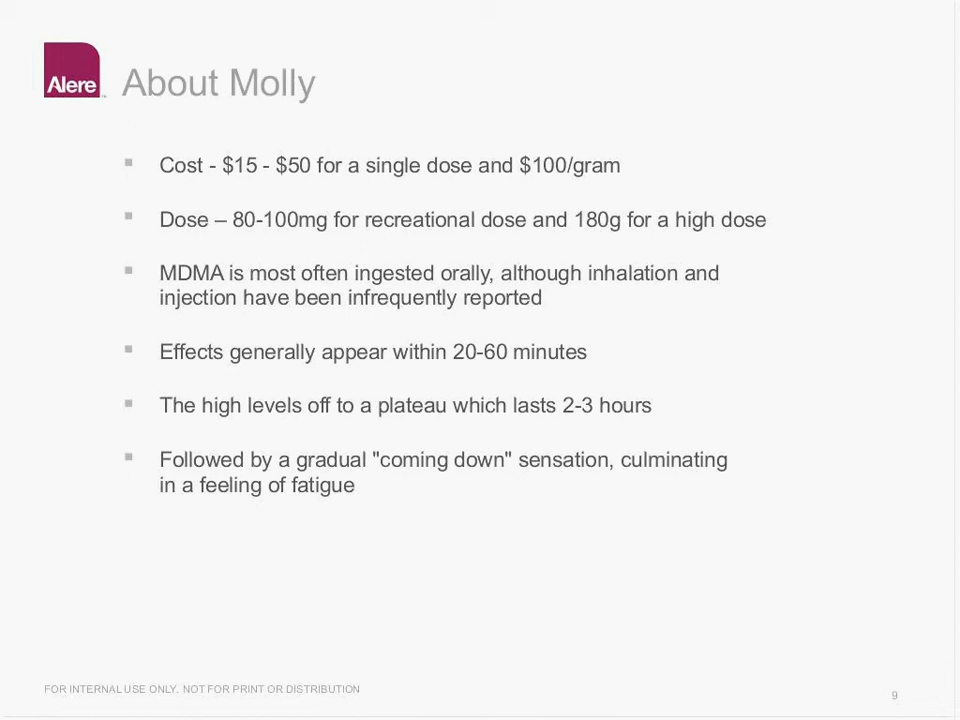 Alere
About Molly
▪ Cost - $15 - $50 for a single dose and $100/gram
▪ Dose – 80-100mg for recreational dose and 180g for a high dose
▪ MDMA is most often ingested orally, although inhalation and
injection have been infrequently reported
▪ Effects generally appear within 20-60 minutes
▪ The high levels off to a plateau which lasts 2-3 hours
▪ Followed by a gradual "coming down" sensation, culminating
in a feeling of fatigue
FOR INTERNAL USE ONLY. NOT FOR PRINT OR DISTRIBUTION
9